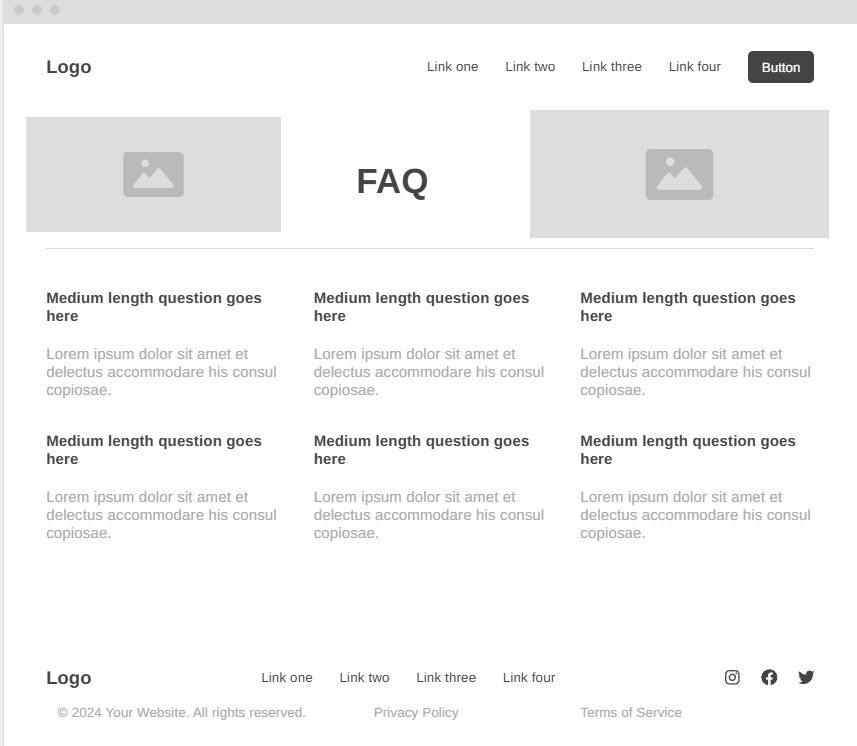 Logo
Link one Link two Link three Link four Button
FAQ
Medium length question goes
here
Lorem ipsum dolor sit amet et
delectus accommodare his consul
copiosae.
Medium length question goes
here
Lorem ipsum dolor sit amet et
delectus accommodare his consul
copiosae.
Medium length question goes
here
Lorem ipsum dolor sit amet et
delectus accommodare his consul
copiosae.
Medium length question goes
here
Lorem ipsum dolor sit amet et
delectus accommodare his consul
copiosae.
Medium length question goes
here
Lorem ipsum dolor sit amet et
delectus accommodare his consul
copiosae.
Medium length question goes
here
Lorem ipsum dolor sit amet et
delectus accommodare his consul
copiosae.
Logo
Link one Link two Link three Link four
© 2024 Your Website. All rights reserved. Privacy Policy Terms of Service